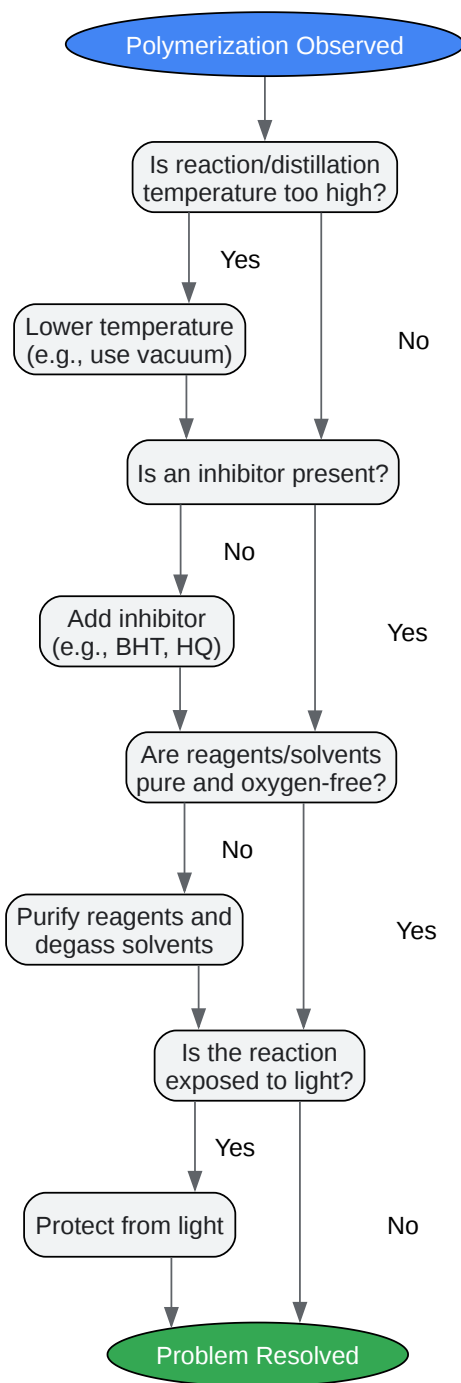 Polymerization Observed
Is reaction/distillation
temperature too high?
Yes
Lower temperature
(e.g., use vacuum)
No
Is an inhibitor present?
No
Add inhibitor
(e.g., BHT, HQ)
Yes
Are reagents/solvents
pure and oxygen-free?
No
Purify reagents and
degass solvents
Yes
Is the reaction
exposed to light?
Yes
Protect from light
No
Problem Resolved